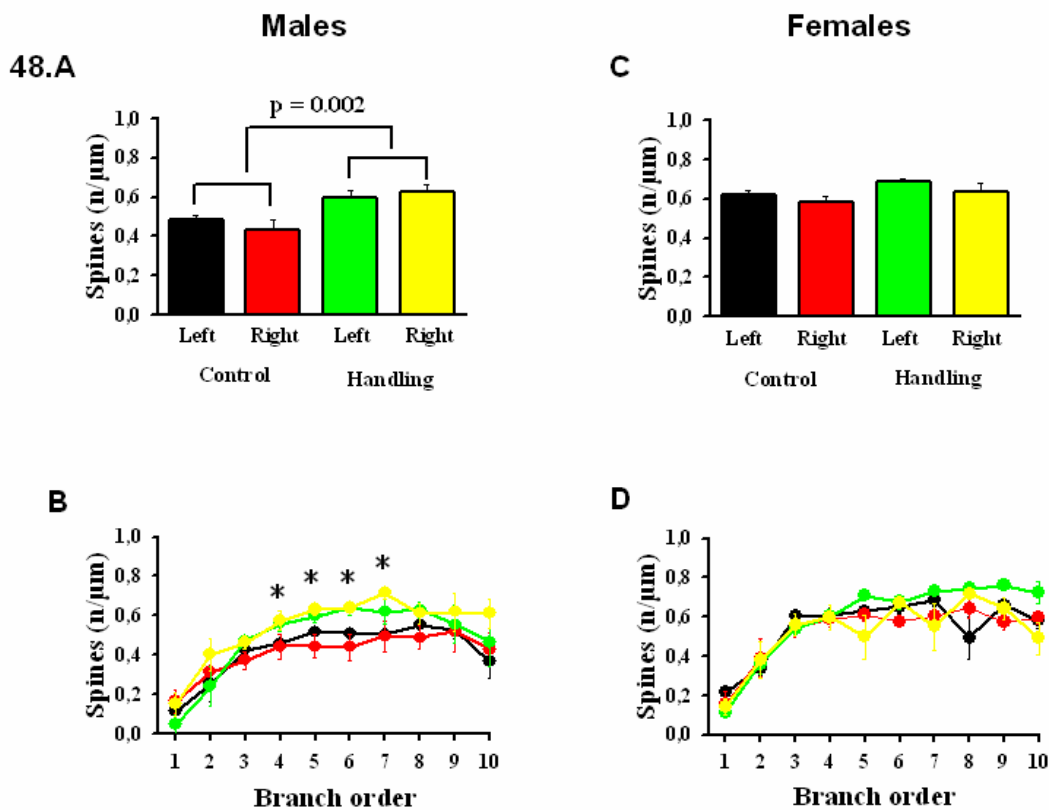 Males
Females
48.A
C
p = 0.002
Spines (n/µm)
1,0
0,8
0,6
0,4
0,2
0,0
Left Right Left Right
Control Handling
Spines (n/µm)
1,0
0,8
0,6
0,4
0,2
0,0
Left Right Left Right
Control Handling
B
D
Spines (n/µm)
1,0
0,8
0,6
0,4
0,2
0,0
* * * *
1 2 3 4 5 6 7 8 9 10
Branch order
Spines (n/µm)
1,0
0,8
0,6
0,4
0,2
0,0
1 2 3 4 5 6 7 8 9 10
Branch order